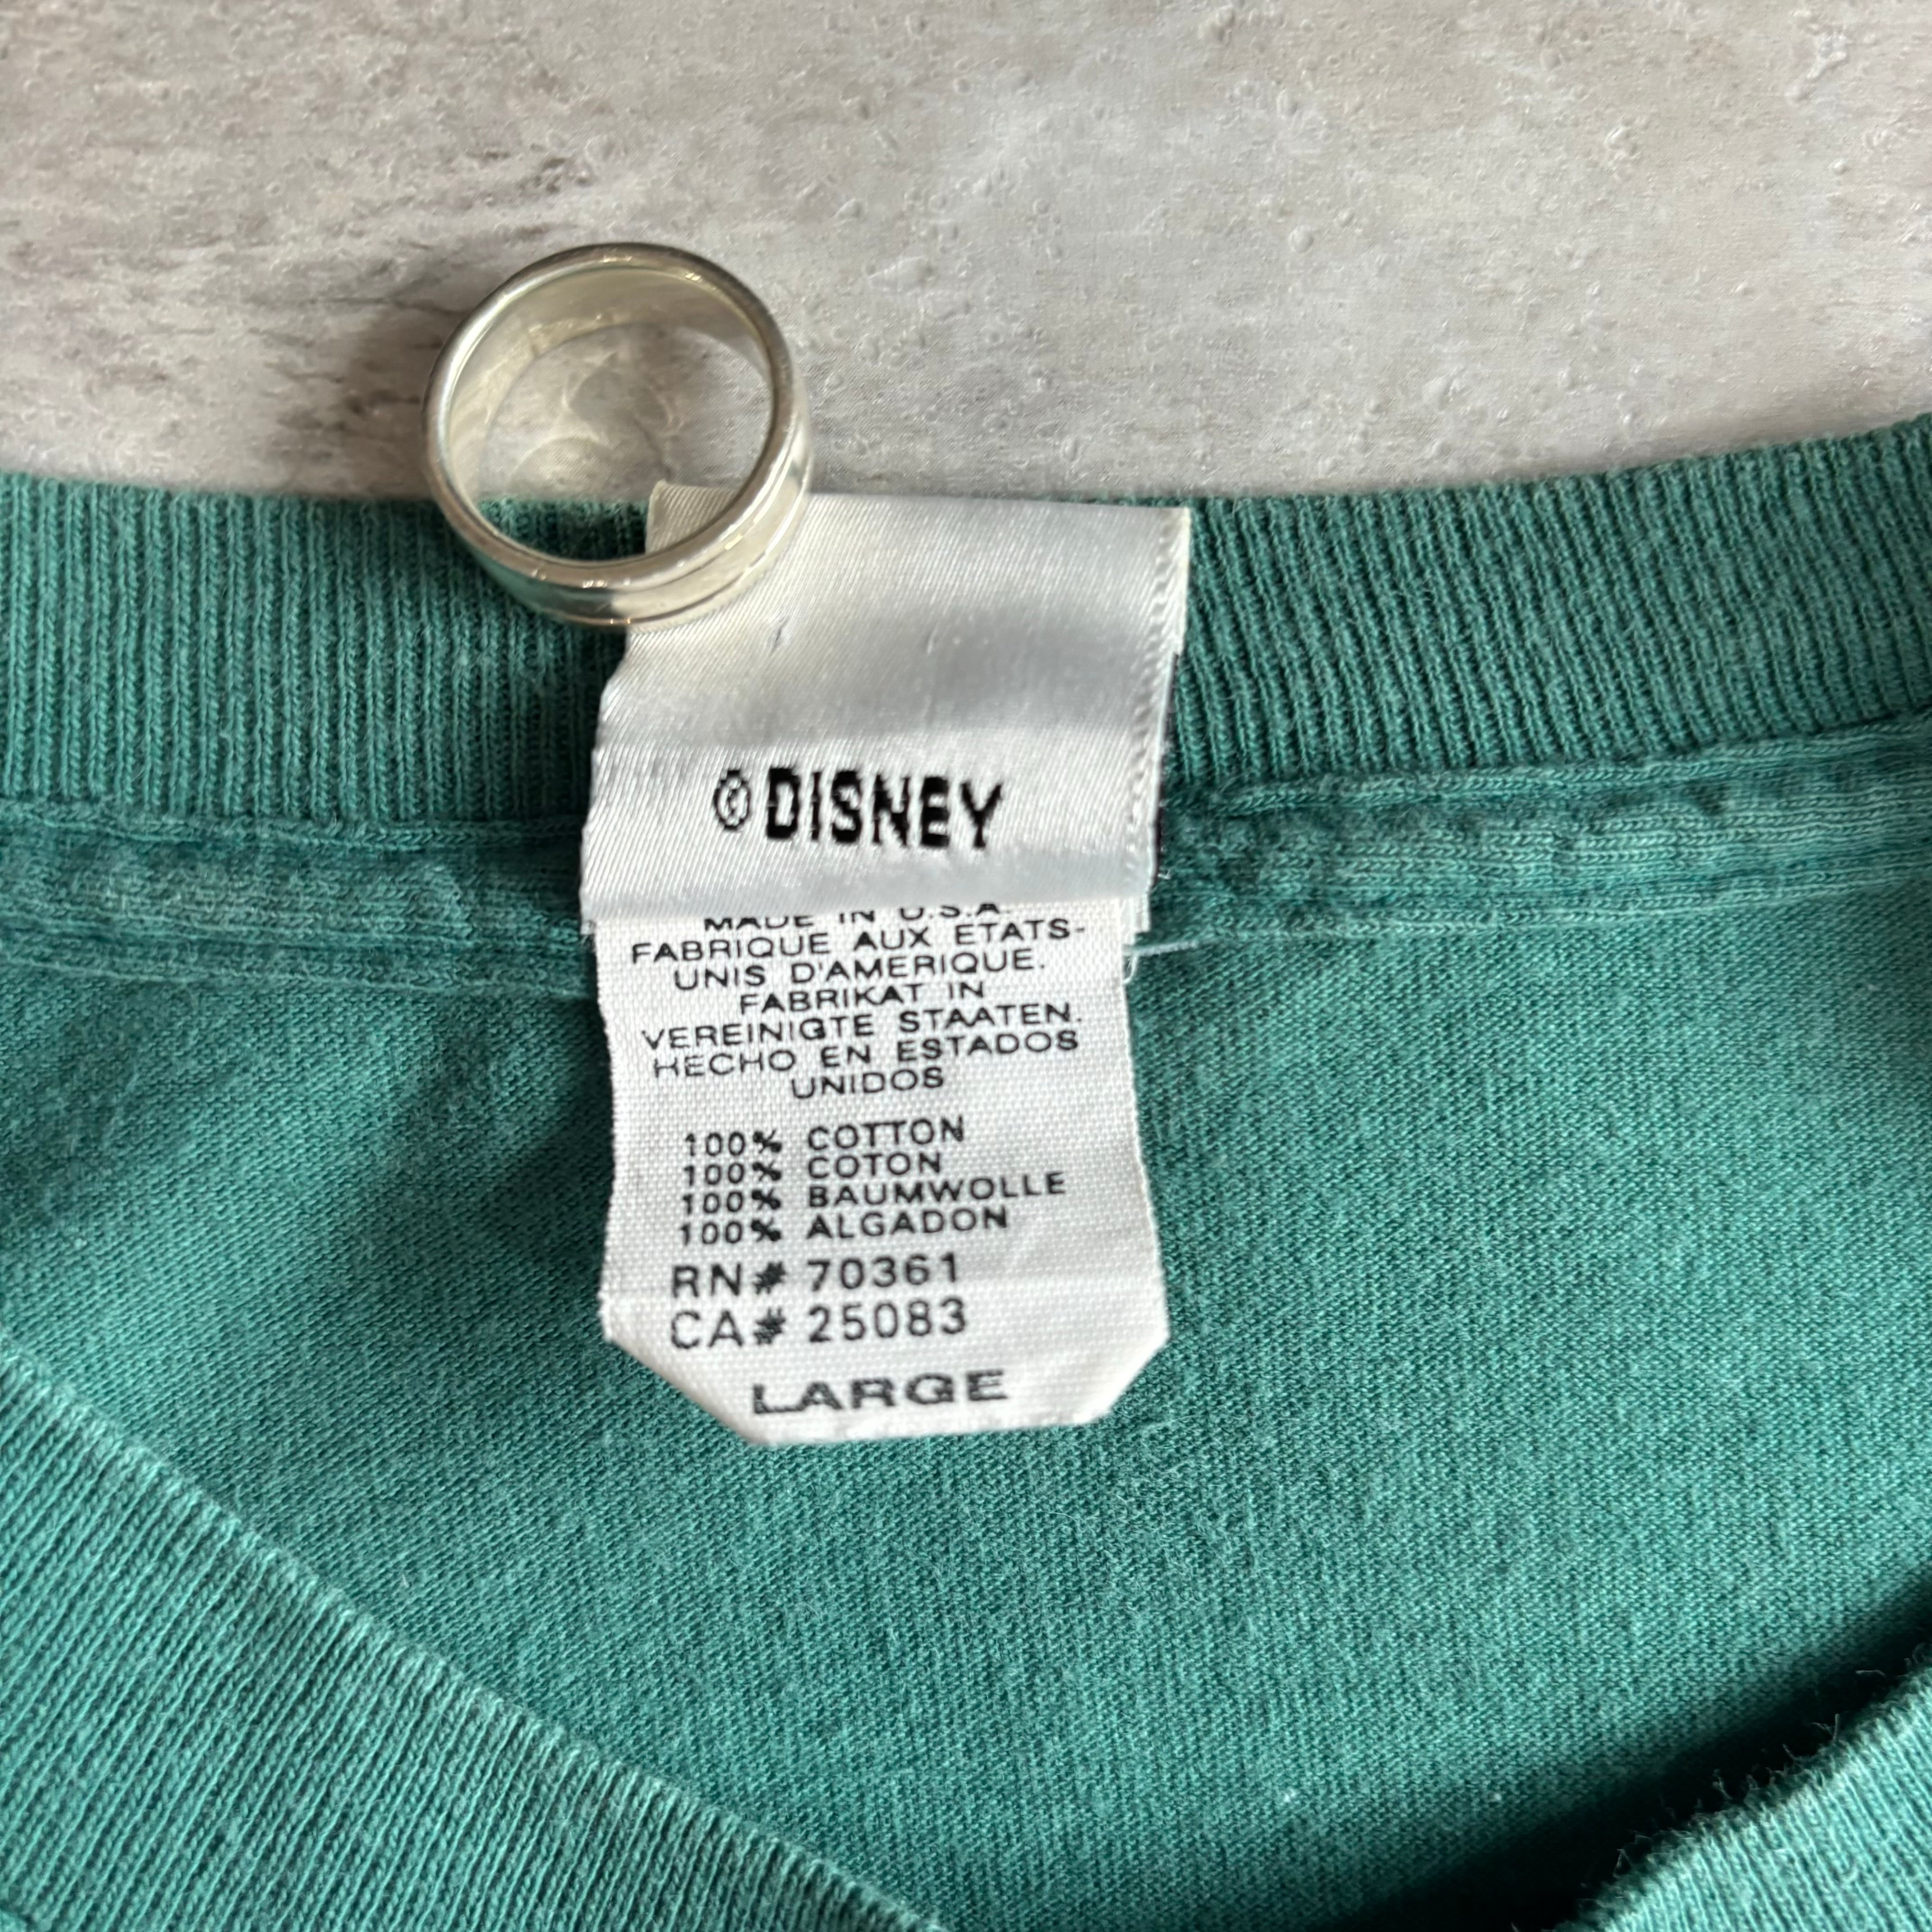 © DISNEY
MADE IN U.S.A.
FABRIQUE AUX ETATS-
UNIS D'AMERIQUE.
FABRIKAT IN
VEREINIGTE STAATEN.
HECHO EN ESTADOS
UNIDOS
100% COTTON
100% COTON
100% BAUMWOLLE
100% ALGADON
RN# 70361
CA# 25083
LARGE